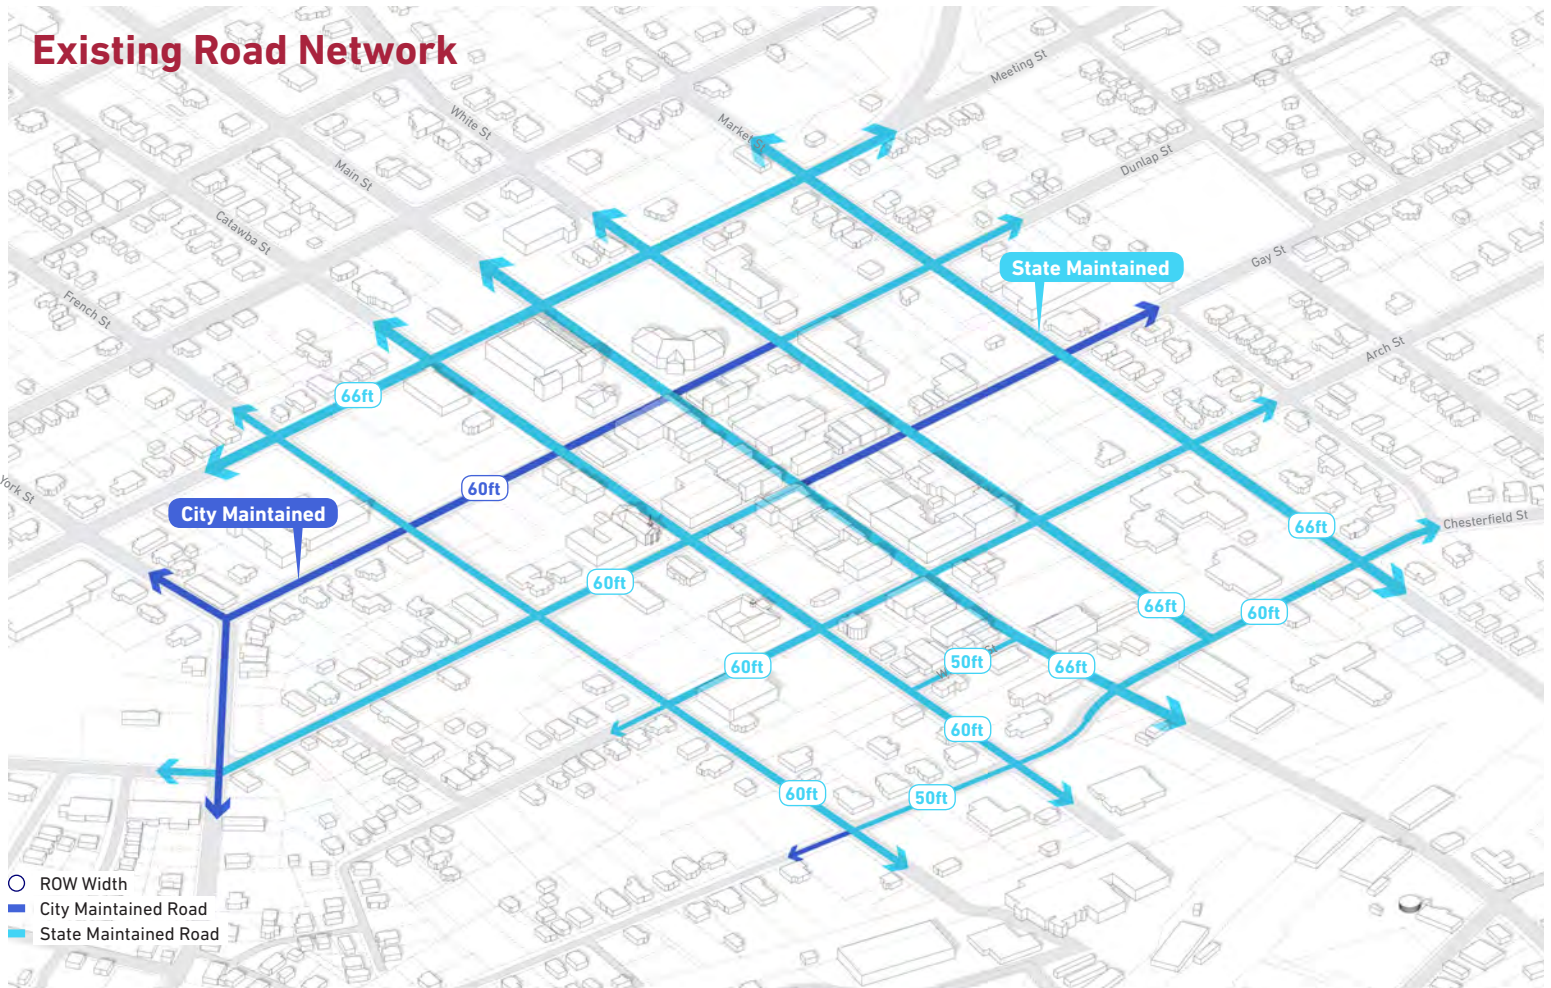 Existing Road Network
Meeting St
White St
Market St
Main St
Dunlap St
Catawba St
Gay St
State Maintained
French St
Arch St
66ft
York St
60ft
City Maintained
Chesterfield St
66ft
60ft
66ft
60ft
50ft
60ft
66ft
60ft
60ft
50ft
ROW Width
City Maintained Road
State Maintained Road